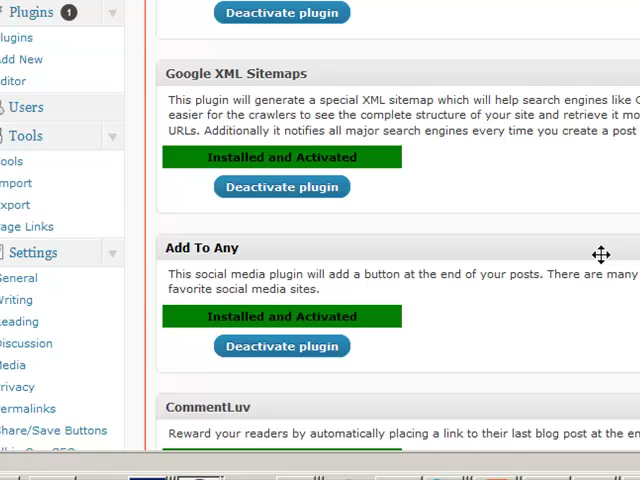 Plugins 1
lugins
dd New
ditor
Users
Tools
ools
mport
xport
age Links
Settings
General
Writing
eading
Discussion
Media
rivacy
ermalinks
hare/Save Buttons
Deactivate plugin
Google XML Sitemaps
This plugin will generate a special XML sitemap which will help search engines like
easier for the crawlers to see the complete structure of your site and retrieve it mo
URLs. Additionally it notifies all major search engines every time you create a post
Installed and Activated
Deactivate plugin
Add To Any
This social media plugin will add a button at the end of your posts. There are many
favorite social media sites.
Installed and Activated
Deactivate plugin
CommentLuv
Reward your readers by automatically placing a link to their last blog post at the en